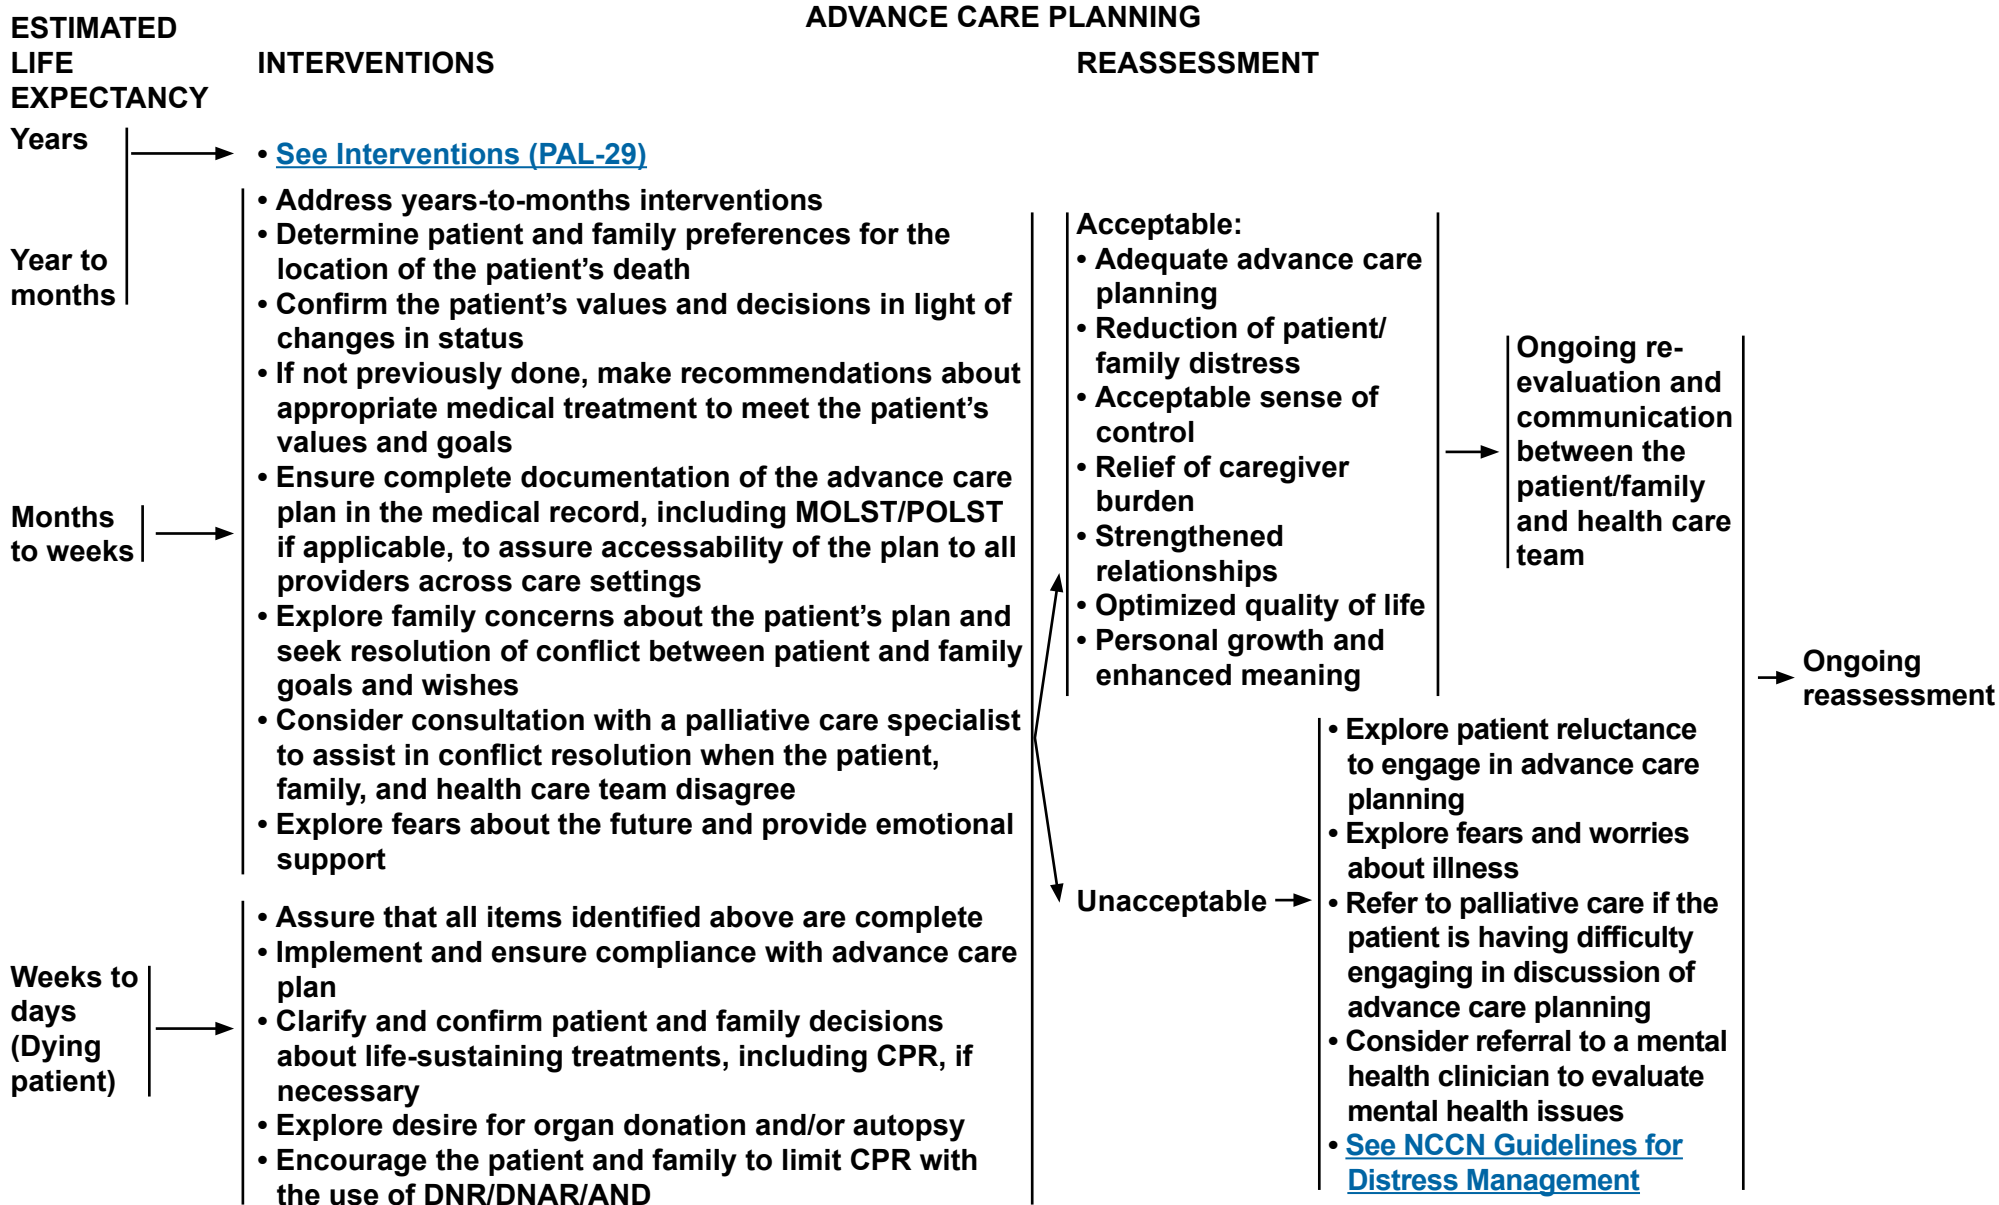 ADVANCE CARE PLANNING
ESTIMATED
LIFE
EXPECTANCY
INTERVENTIONS
REASSESSMENT
Years
Year to
months
• See Interventions (PAL-29)
Months
to weeks
• Address years-to-months interventions
• Determine patient and family preferences for the
location of the patient’s death
• Confirm the patient’s values and decisions in light of
changes in status
• If not previously done, make recommendations about
appropriate medical treatment to meet the patient’s
values and goals
• Ensure complete documentation of the advance care
plan in the medical record, including MOLST/POLST
if applicable, to assure accessability of the plan to all
providers across care settings
• Explore family concerns about the patient’s plan and
seek resolution of conflict between patient and family
goals and wishes
• Consider consultation with a palliative care specialist
to assist in conflict resolution when the patient,
family, and health care team disagree
• Explore fears about the future and provide emotional
support
Weeks to
days
(Dying
patient)
• Assure that all items identified above are complete
• Implement and ensure compliance with advance care
plan
• Clarify and confirm patient and family decisions
about life-sustaining treatments, including CPR, if
necessary
• Explore desire for organ donation and/or autopsy
• Encourage the patient and family to limit CPR with
the use of DNR/DNAR/AND
Acceptable:
• Adequate advance care
planning
• Reduction of patient/
family distress
• Acceptable sense of
control
• Relief of caregiver
burden
• Strengthened
relationships
• Optimized quality of life
• Personal growth and
enhanced meaning
Ongoing re-
evaluation and
communication
between the
patient/family
and health care
team
Unacceptable
• Explore patient reluctance
to engage in advance care
planning
• Explore fears and worries
about illness
• Refer to palliative care if the
patient is having difficulty
engaging in discussion of
advance care planning
• Consider referral to a mental
health clinician to evaluate
mental health issues
• See NCCN Guidelines for
Distress Management
Ongoing
reassessment